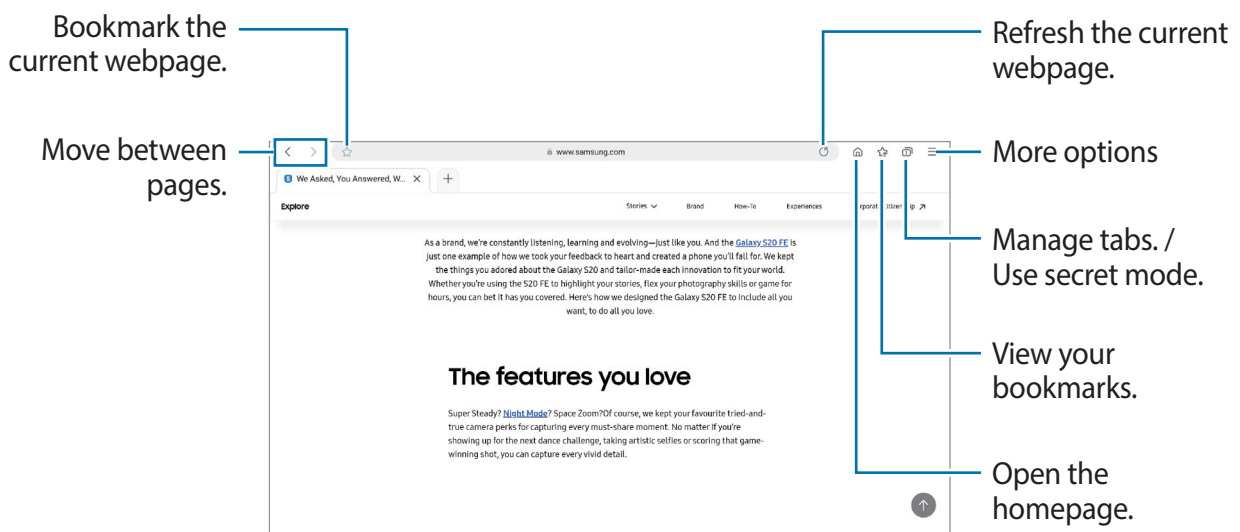 Bookmark the
current webpage.
Refresh the current
webpage.
Move between
pages.
www.samsung.com
More options
We Asked, You Answered, W...
Explore
Stories
Brand
How-To
Experiences
Manage tabs. /
Use secret mode.
As a brand, we're constantly listening, learning and evolving—just like you. And the Galaxy S20 FE is
just one example of how we took your feedback to heart and created a phone you'll fall for. We kept
the things you adored about the Galaxy S20 and tailor-made each innovation to fit your world.
Whether you're using the S20 FE to highlight your stories, flex your photography skills or game for
hours, you can bet it has you covered. Here's how we designed the Galaxy S20 FE to include all you
want, to do all you love.
View your
bookmarks.
The features you love
Super Steady? Night Mode? Space Zoom?Of course, we kept your favourite tried-and-
true camera perks for capturing every must-share moment. No matter if you're
showing up for the next dance challenge, taking artistic selfies or scoring that game-
winning shot, you can capture every vivid detail.
Open the
homepage.